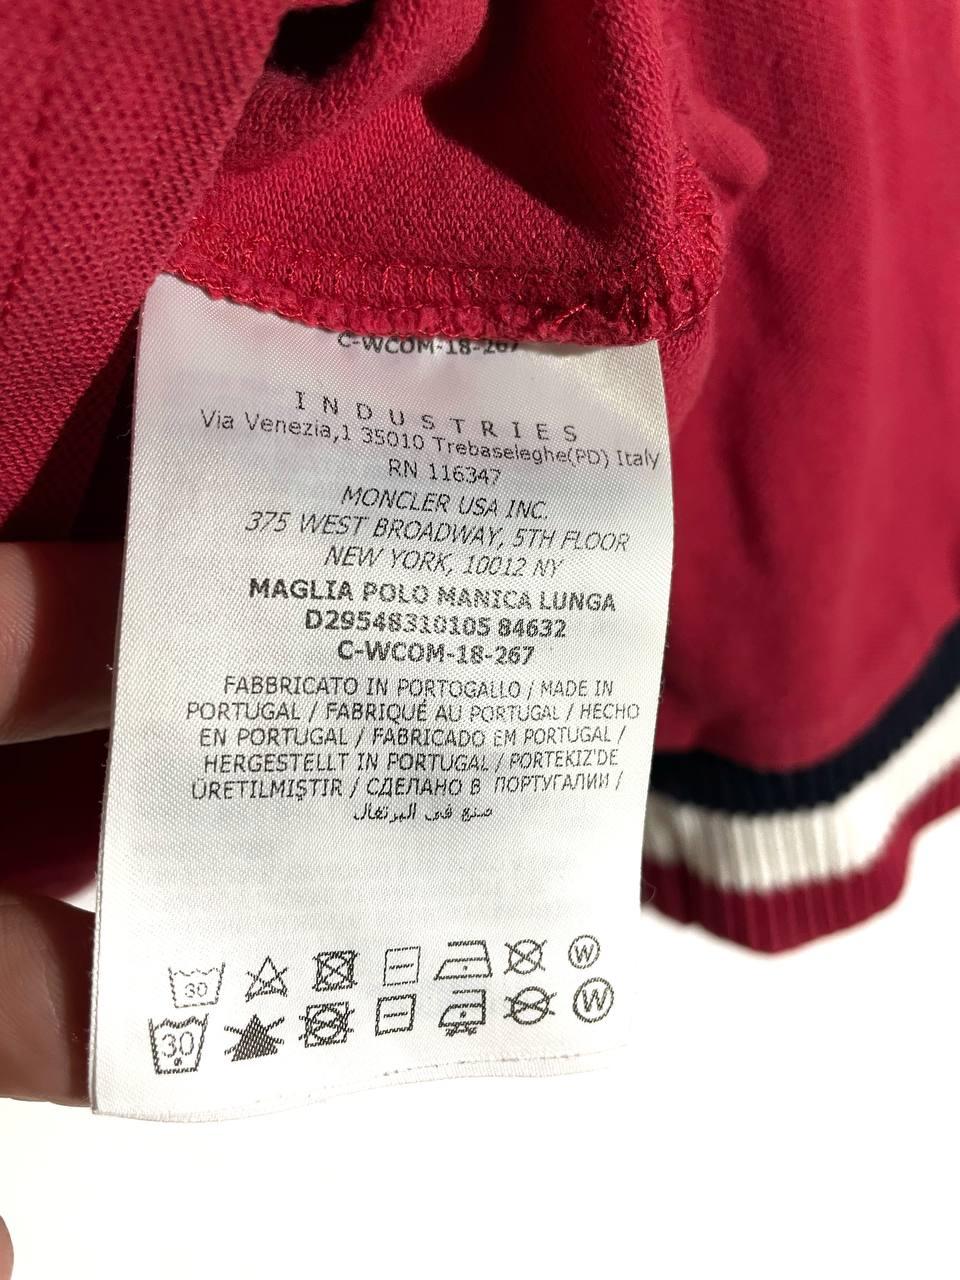 C-WCOM-18-267
INDUSTRIES
Via Venezia,1 35010 Trebaseleghe(PD) Italy
RN 116347
MONCLER USA INC.
375 WEST BROADWAY, 5TH FLOOR
NEW YORK, 10012 NY
MAGLIA POLO MANICA LUNGA
D29548310105 84632
C-WCOM-18-267
FABBRICATO IN PORTOGALLO / MADE IN
PORTUGAL / FABRIQUÉ AU PORTUGAL / HECHO
EN PORTUGAL / FABRICADO EM PORTUGAL /
HERGESTELLT IN PORTUGAL / PORTEKIZ'DE
ÜRETILMIŞTIR / СДЕЛАНО В ПОРТУГАЛИИ /
صنع في البرتغال
30 W
30 W